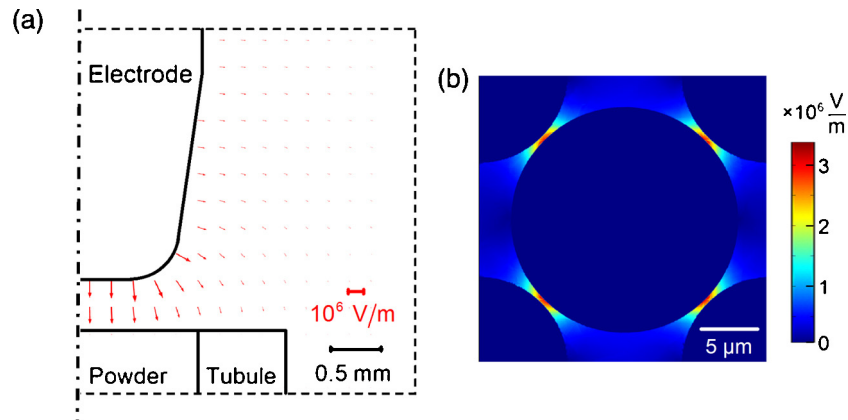 (a)
Electrode
10⁶ V/m
Powder
Tubule
0.5 mm
(b)
×10⁶ V/m
3
2
1
0
5 μm